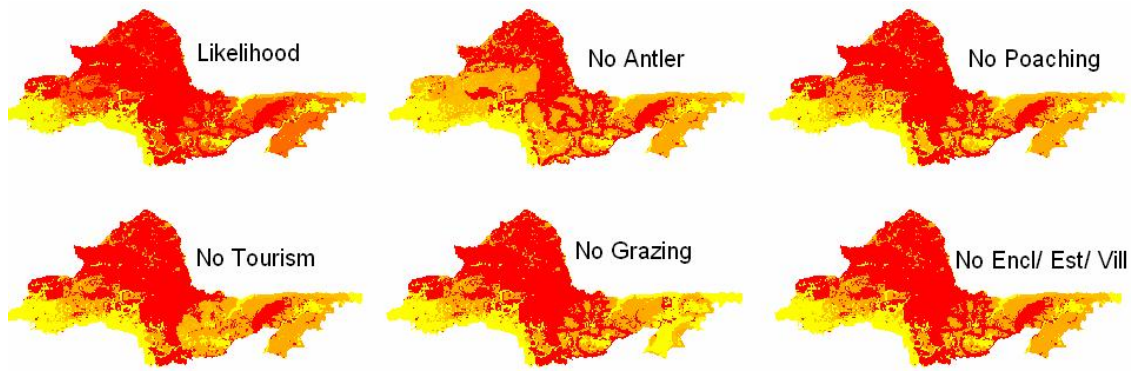 Likelihood
No Antler
No Poaching
No Tourism
No Grazing
No Encl/ Est/ Vill